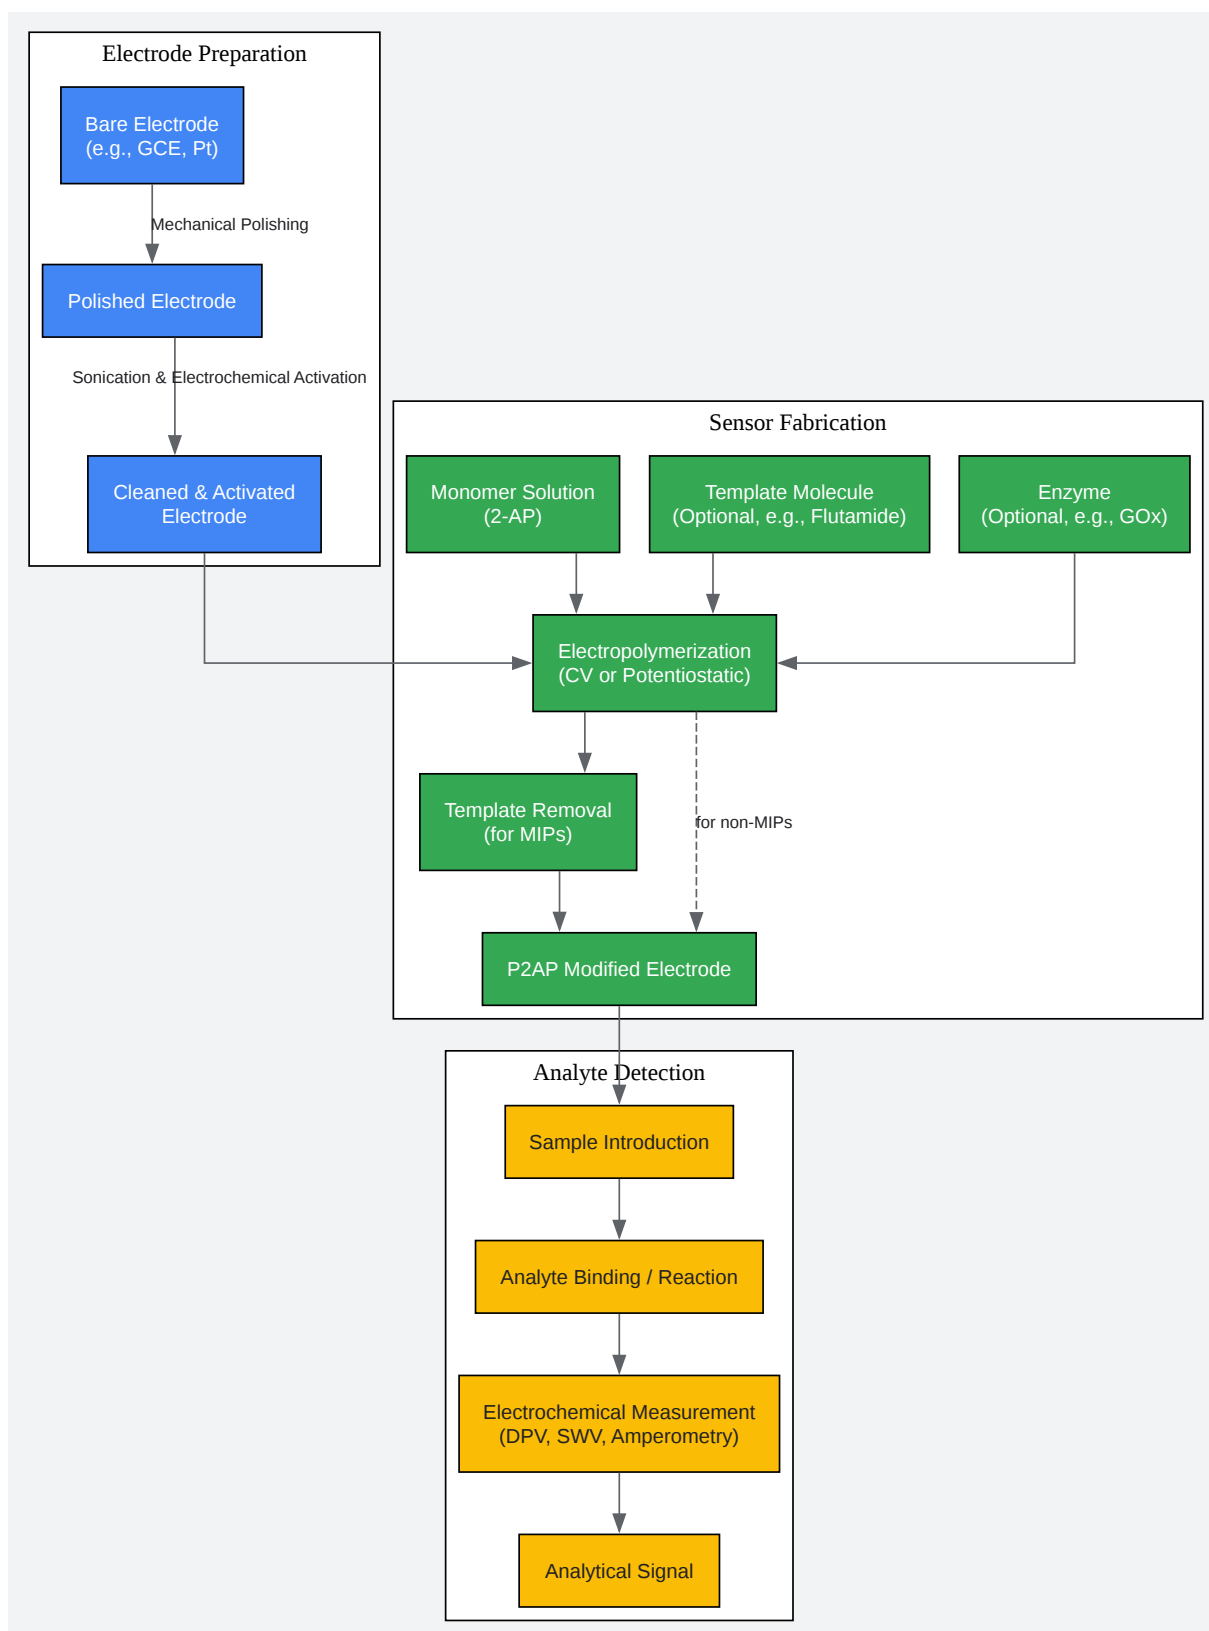 Electrode Preparation
Bare Electrode
(e.g., GCE, Pt)
Mechanical Polishing
Polished Electrode
Sonication & Electrochemical Activation
Cleaned & Activated
Electrode
Sensor Fabrication
Monomer Solution
(2-AP)
Template Molecule
(Optional, e.g., Flutamide)
Enzyme
(Optional, e.g., GOx)
Electropolymerization
(CV or Potentiostatic)
Template Removal
(for MIPs)
for non-MIPs
P2AP Modified Electrode
Analyte Detection
Sample Introduction
Analyte Binding / Reaction
Electrochemical Measurement
(DPV, SWV, Amperometry)
Analytical Signal